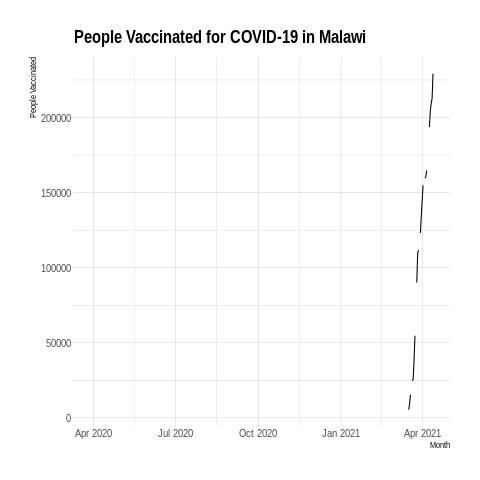 People Vaccinated for COVID-19 in Malawi
People Vaccinated
200000
150000
100000
50000
0
Apr 2020 Jul 2020 Oct 2020 Jan 2021 Apr 2021
Month